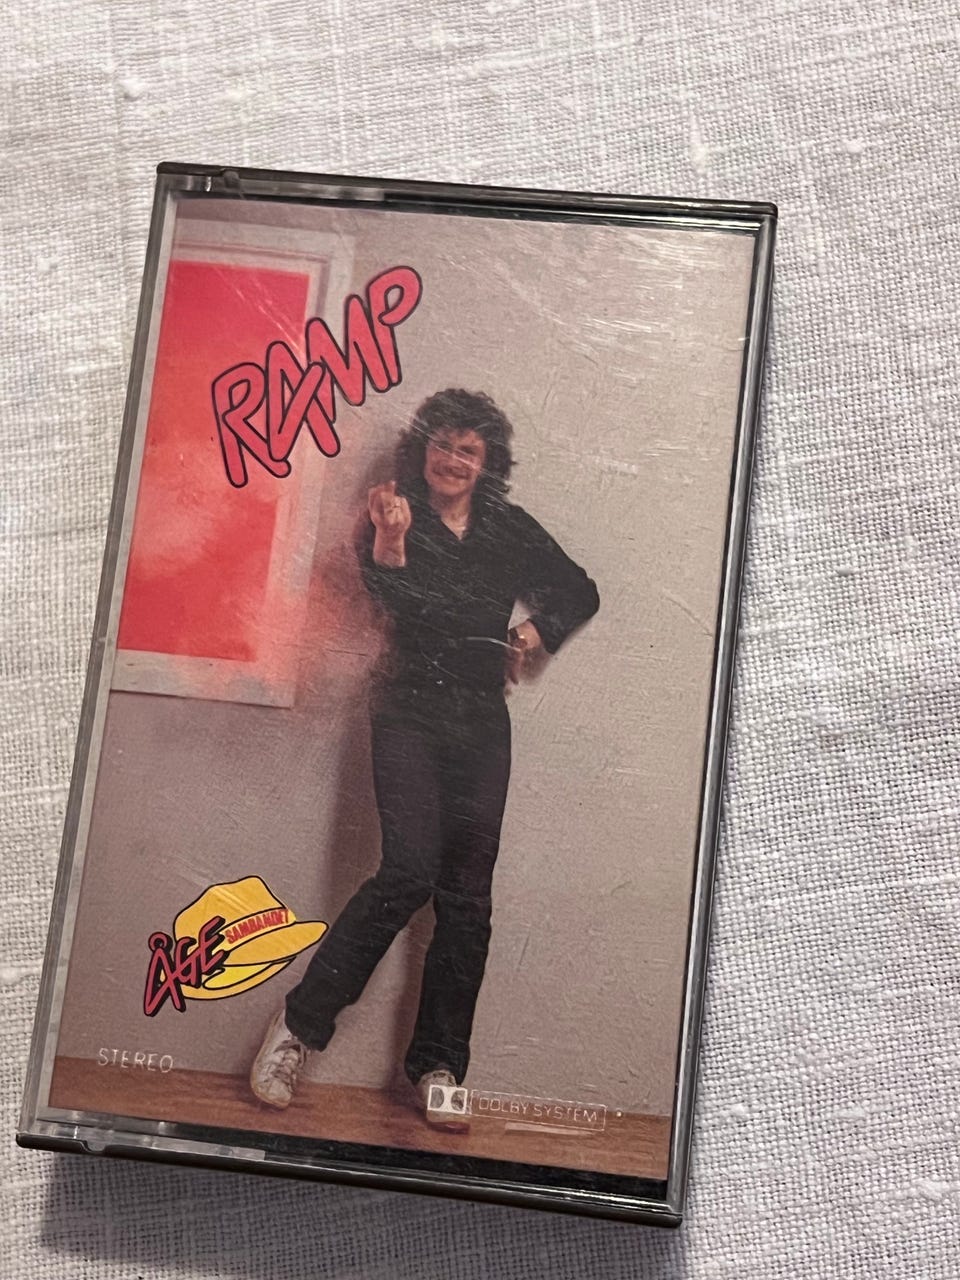 RAMP
ÅGE
SAMBANDET
STEREO
DOLBY SYSTEM